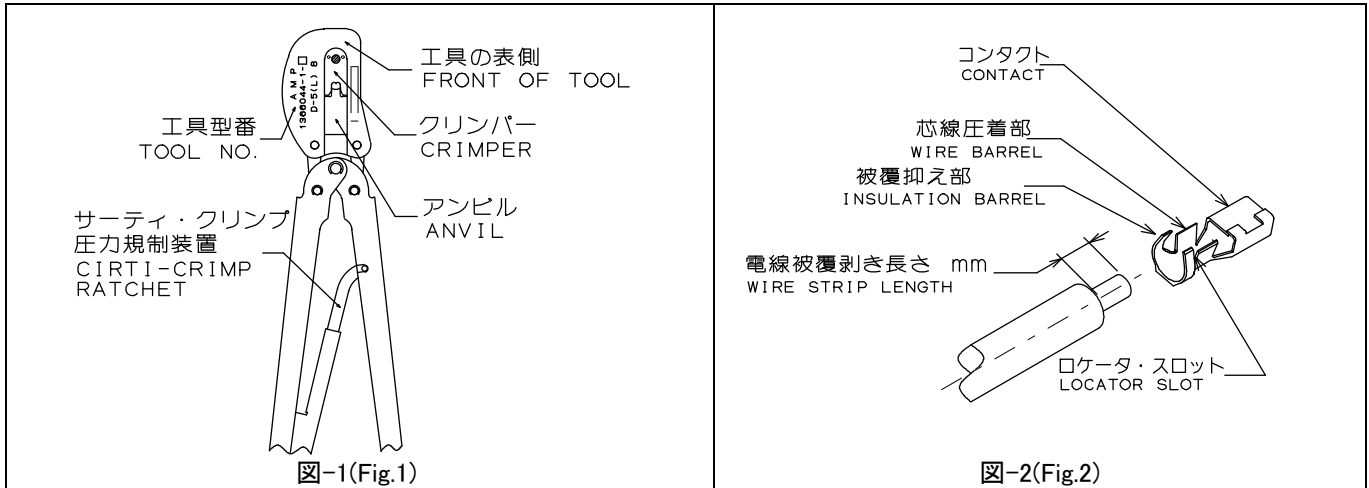 工具の表側
FRONT OF TOOL
AMP
1366044-1-□
D-5(L) 8
工具型番
TOOL NO.
クリンパー
CRIMPER
アンビル
ANVIL
サーティ・クリンプ
圧力規制装置
CIRTI-CRIMP
RATCHET
図-1(Fig.1)
コンタクト
CONTACT
芯線圧着部
WIRE BARREL
被覆抑え部
INSULATION BARREL
電線被覆剥き長さ mm
WIRE STRIP LENGTH
ロケータ・スロット
LOCATOR SLOT
図-2(Fig.2)